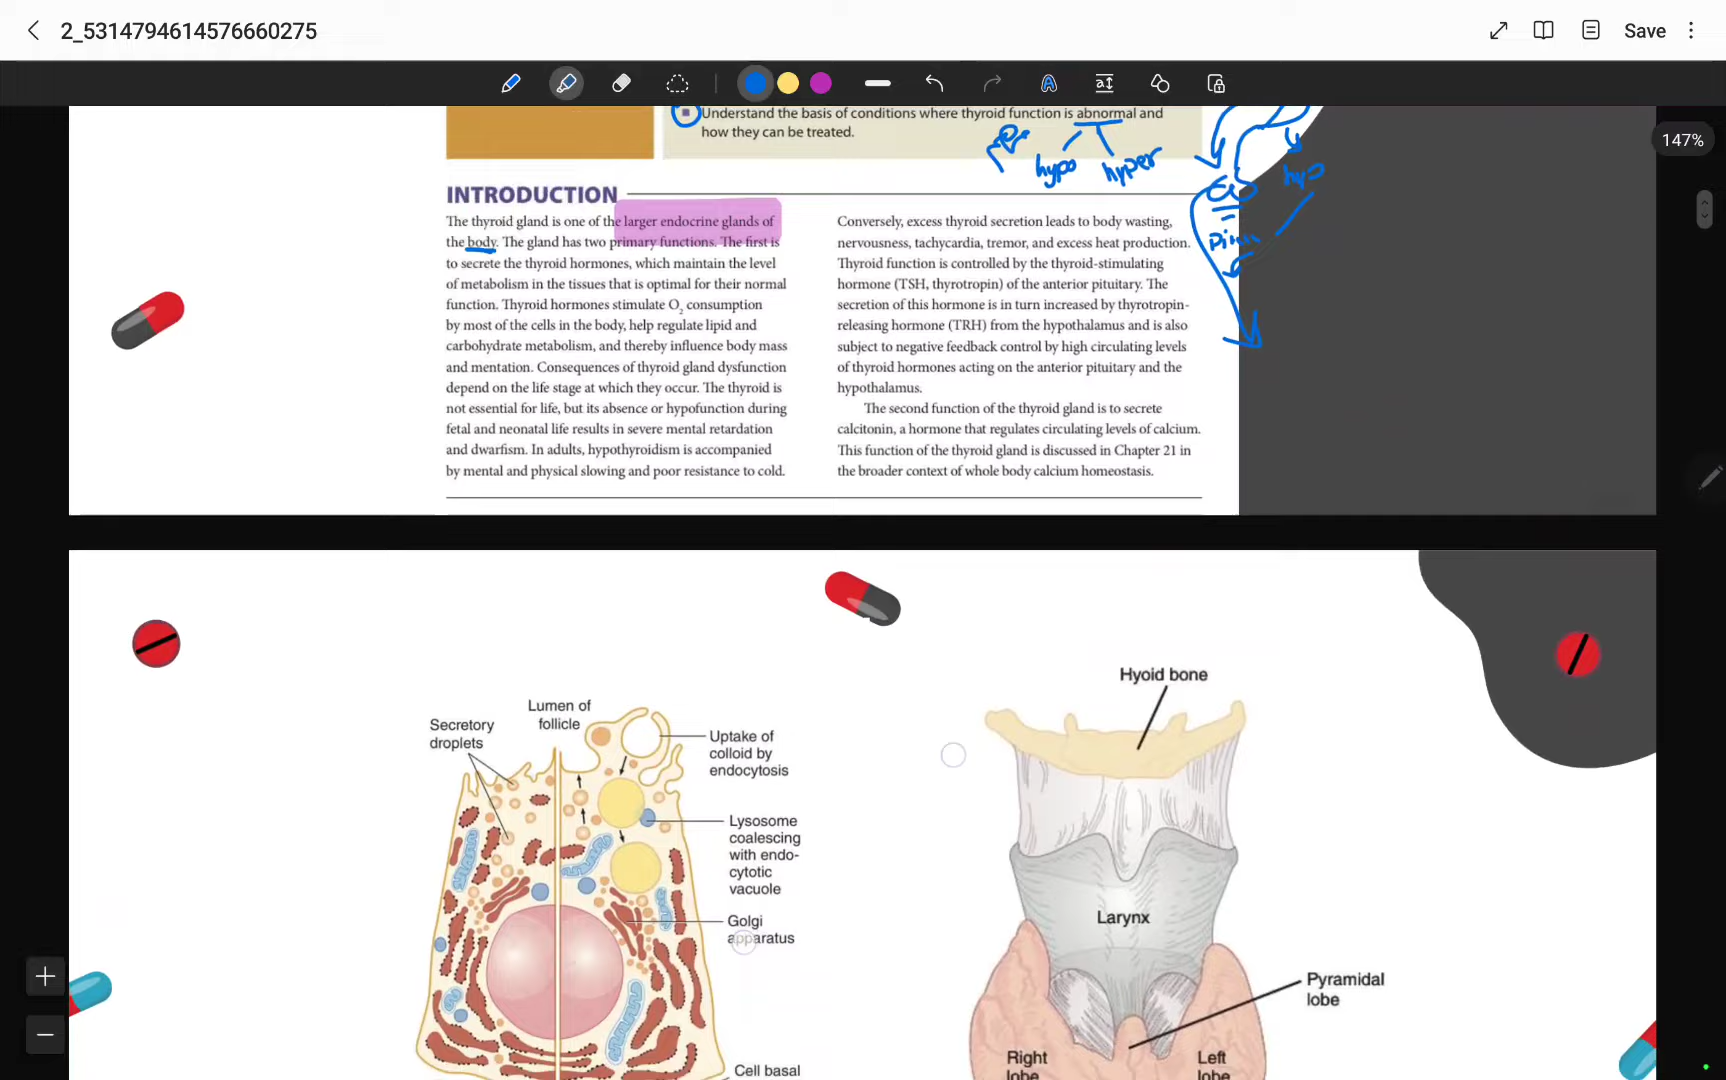 2_5314794614576660275
Save
147%
Understand the basis of conditions where thyroid function is abnormal and
how they can be treated.
hypo hyper
INTRODUCTION
The thyroid gland is one of the larger endocrine glands of
the body. The gland has two primary functions. The first is
to secrete the thyroid hormones, which maintain the level
of metabolism in the tissues that is optimal for their normal
function. Thyroid hormones stimulate O2 consumption
by most of the cells in the body, help regulate lipid and
carbohydrate metabolism, and thereby influence body mass
and mentation. Consequences of thyroid gland dysfunction
depend on the life stage at which they occur. The thyroid is
not essential for life, but its absence or hypofunction during
fetal and neonatal life results in severe mental retardation
and dwarfism. In adults, hypothyroidism is accompanied
by mental and physical slowing and poor resistance to cold.
Conversely, excess thyroid secretion leads to body wasting,
nervousness, tachycardia, tremor, and excess heat production.
Thyroid function is controlled by the thyroid-stimulating
hormone (TSH, thyrotropin) of the anterior pituitary. The
secretion of this hormone is in turn increased by thyrotropin-
releasing hormone (TRH) from the hypothalamus and is also
subject to negative feedback control by high circulating levels
of thyroid hormones acting on the anterior pituitary and the
hypothalamus.
The second function of the thyroid gland is to secrete
calcitonin, a hormone that regulates circulating levels of calcium.
This function of the thyroid gland is discussed in Chapter 21 in
the broader context of whole body calcium homeostasis.
Secretory
droplets
Lumen of
follicle
Uptake of
colloid by
endocytosis
Lysosome
coalescing
with endo-
cytotic
vacuole
Golgi
apparatus
Cell basal
Hyoid bone
Larynx
Pyramidal
lobe
Right
lobe
Left
lobe